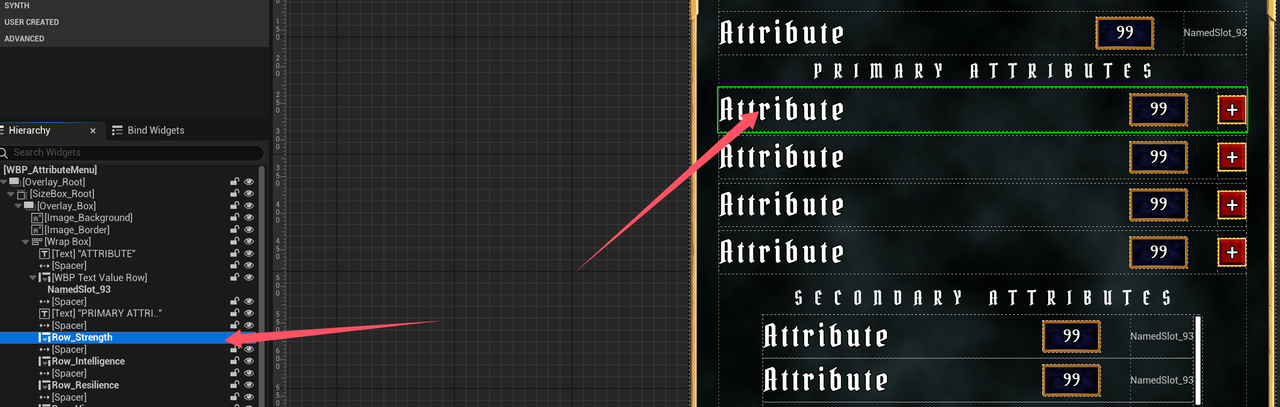 SYNTH
USER CREATED
ADVANCED
Hierarchy
Bind Widgets
Search Widgets
[WBP_AttributeMenu]
[Overlay_Root]
[SizeBox_Root]
[Overlay_Box]
[Image_Background]
[Image_Border]
[Wrap Box]
[Text] "ATTRIBUTE"
[Spacer]
[WBP Text Value Row]
NamedSlot_93
[Spacer]
[Text] "PRIMARY ATTRI.."
[Spacer]
Row_Strength
[Spacer]
Row_Intelligence
[Spacer]
Row_Resilience
[Spacer]
Attribute 99 NamedSlot_93
PRIMARY ATTRIBUTES
Attribute 99 +
Attribute 99 +
Attribute 99 +
Attribute 99 +
SECONDARY ATTRIBUTES
Attribute 99 NamedSlot_93
Attribute 99 NamedSlot_93